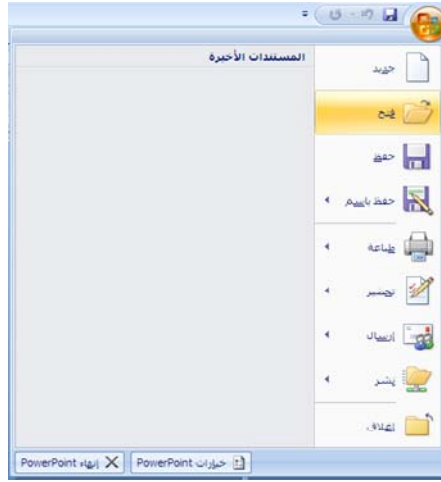 المستندات الأخيرة
جديد
فتح
حفظ
حفظ باسم
طباعة
تحضير
إرسال
نشر
إغلاق
خيارات PowerPoint
إنهاء PowerPoint